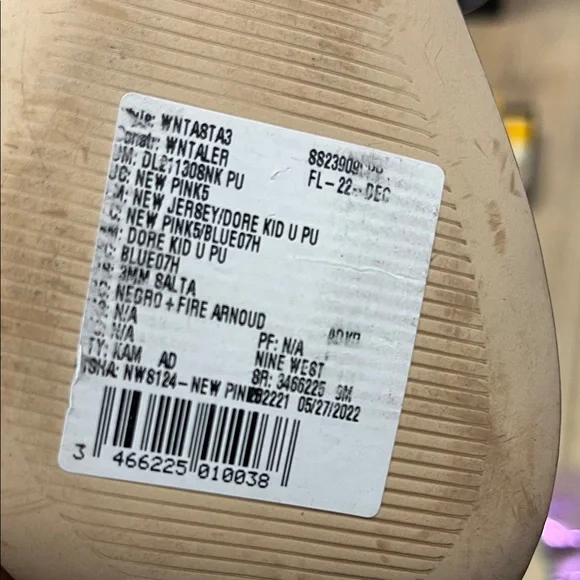 WNTA8TA3
WNTALER
DL211308NK PU
NEW PINK5
NEW JERSEY/DORE KID U PU
NEW PINK5/BLUE07H
DORE KID U PU
BLUE07H
3MM SALTA
NEGRO + FIRE ARNOUD
N/A
N/A
KAM AD
NW8124-NEW
FL-22-DEC
PF: N/A
NINE WEST
SR: 3466225 9M
05/27/2022
3 466225 010038